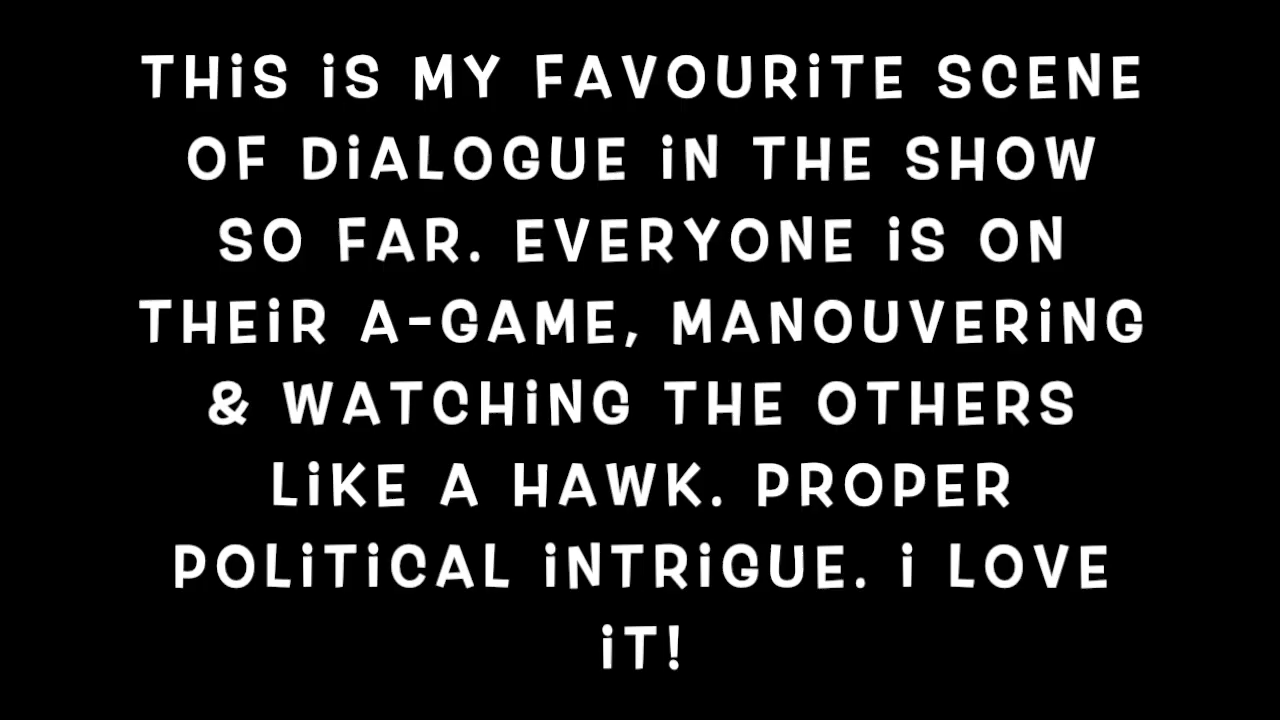 THiS iS MY FAVOURiTE SCENE
OF DiALOGUE iN THE SHOW
SO FAR. EVERYONE iS ON
THEiR A-GAME, MANOUVERiNG
& WATCHiNG THE OTHERS
LiKE A HAWK. PROPER
POLiTiCAL iNTRiGUE. i LOVE
iT!